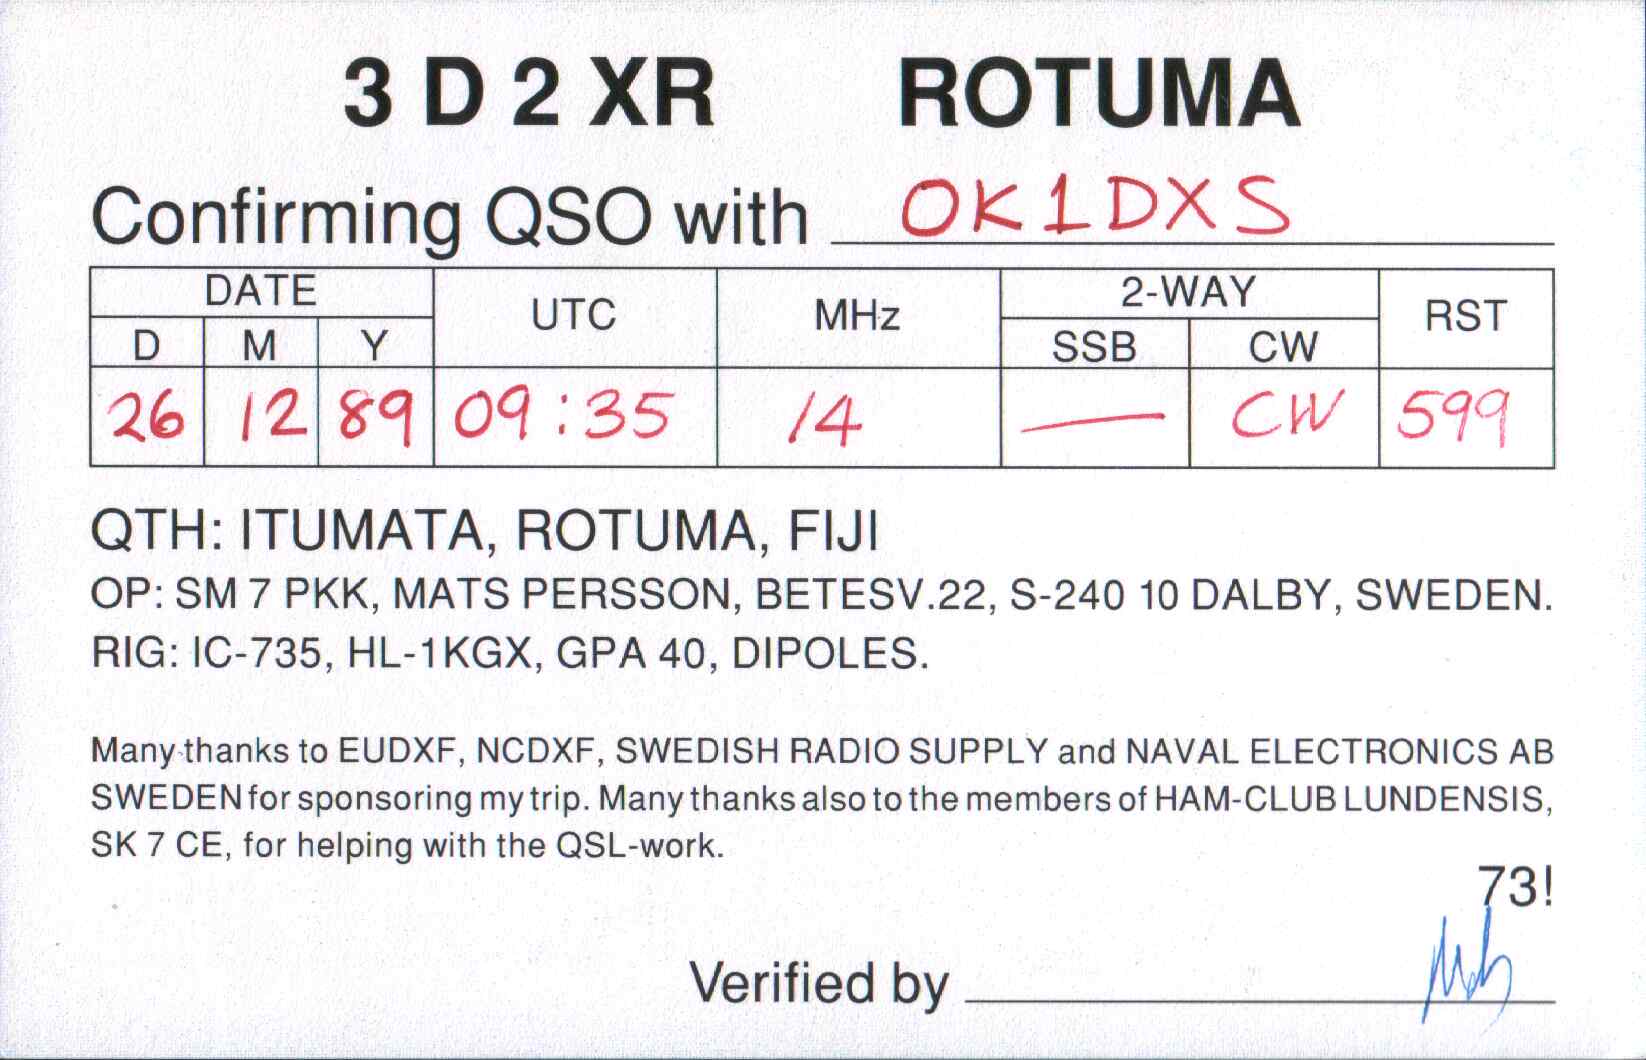 3 D 2 XR ROTUMA
Confirming QSO with OK1DXS
DATE UTC MHz 2-WAY RST
D M Y SSB CW
26 12 89 09:35 14 — CW 599
QTH: ITUMATA, ROTUMA, FIJI
OP: SM 7 PKK, MATS PERSSON, BETESV.22, S-240 10 DALBY, SWEDEN.
RIG: IC-735, HL-1KGX, GPA 40, DIPOLES.
Many thanks to EUDXF, NCDXF, SWEDISH RADIO SUPPLY and NAVAL ELECTRONICS AB
SWEDEN for sponsoring my trip. Many thanks also to the members of HAM-CLUB LUNDENSIS,
SK 7 CE, for helping with the QSL-work.
73!
Verified by